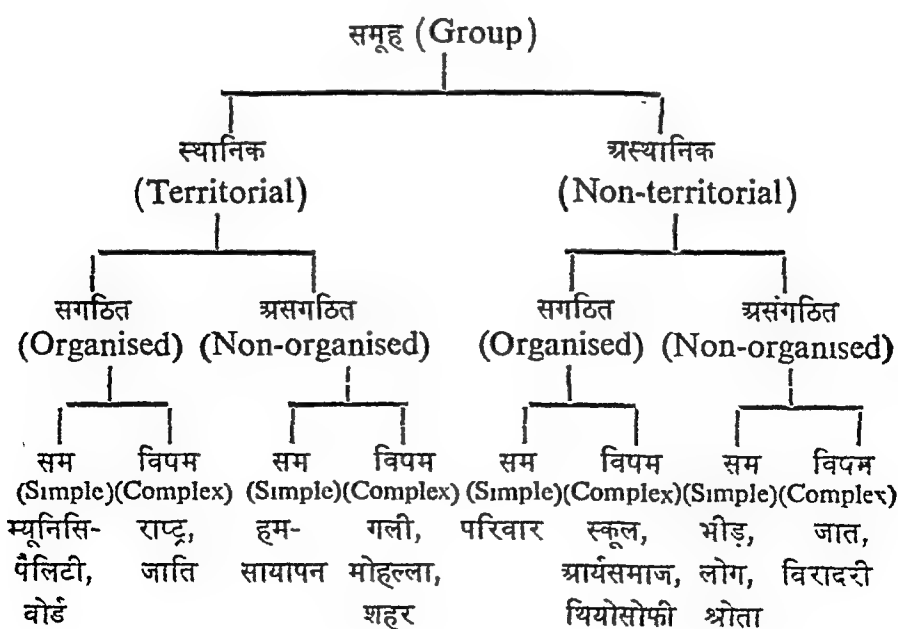 समूह (Group)
स्थानिक अस्थानिक
(Territorial) (Non-territorial)
सगठित असगठित सगठित असंगठित
(Organised) (Non-organised) (Organised) (Non-organised)
सम विषम सम विषम सम विषम सम विषम
(Simple) (Complex) (Simple) (Complex) (Simple) (Complex) (Simple) (Complex)
म्यूनिसि- राष्ट्र, हम- गली, परिवार स्कूल, भीड़, जात,
पैलिटी, जाति सायापन मोहल्ला, आर्यसमाज, लोग, विरादरी
वोर्ड शहर थियोसोफी श्रोता